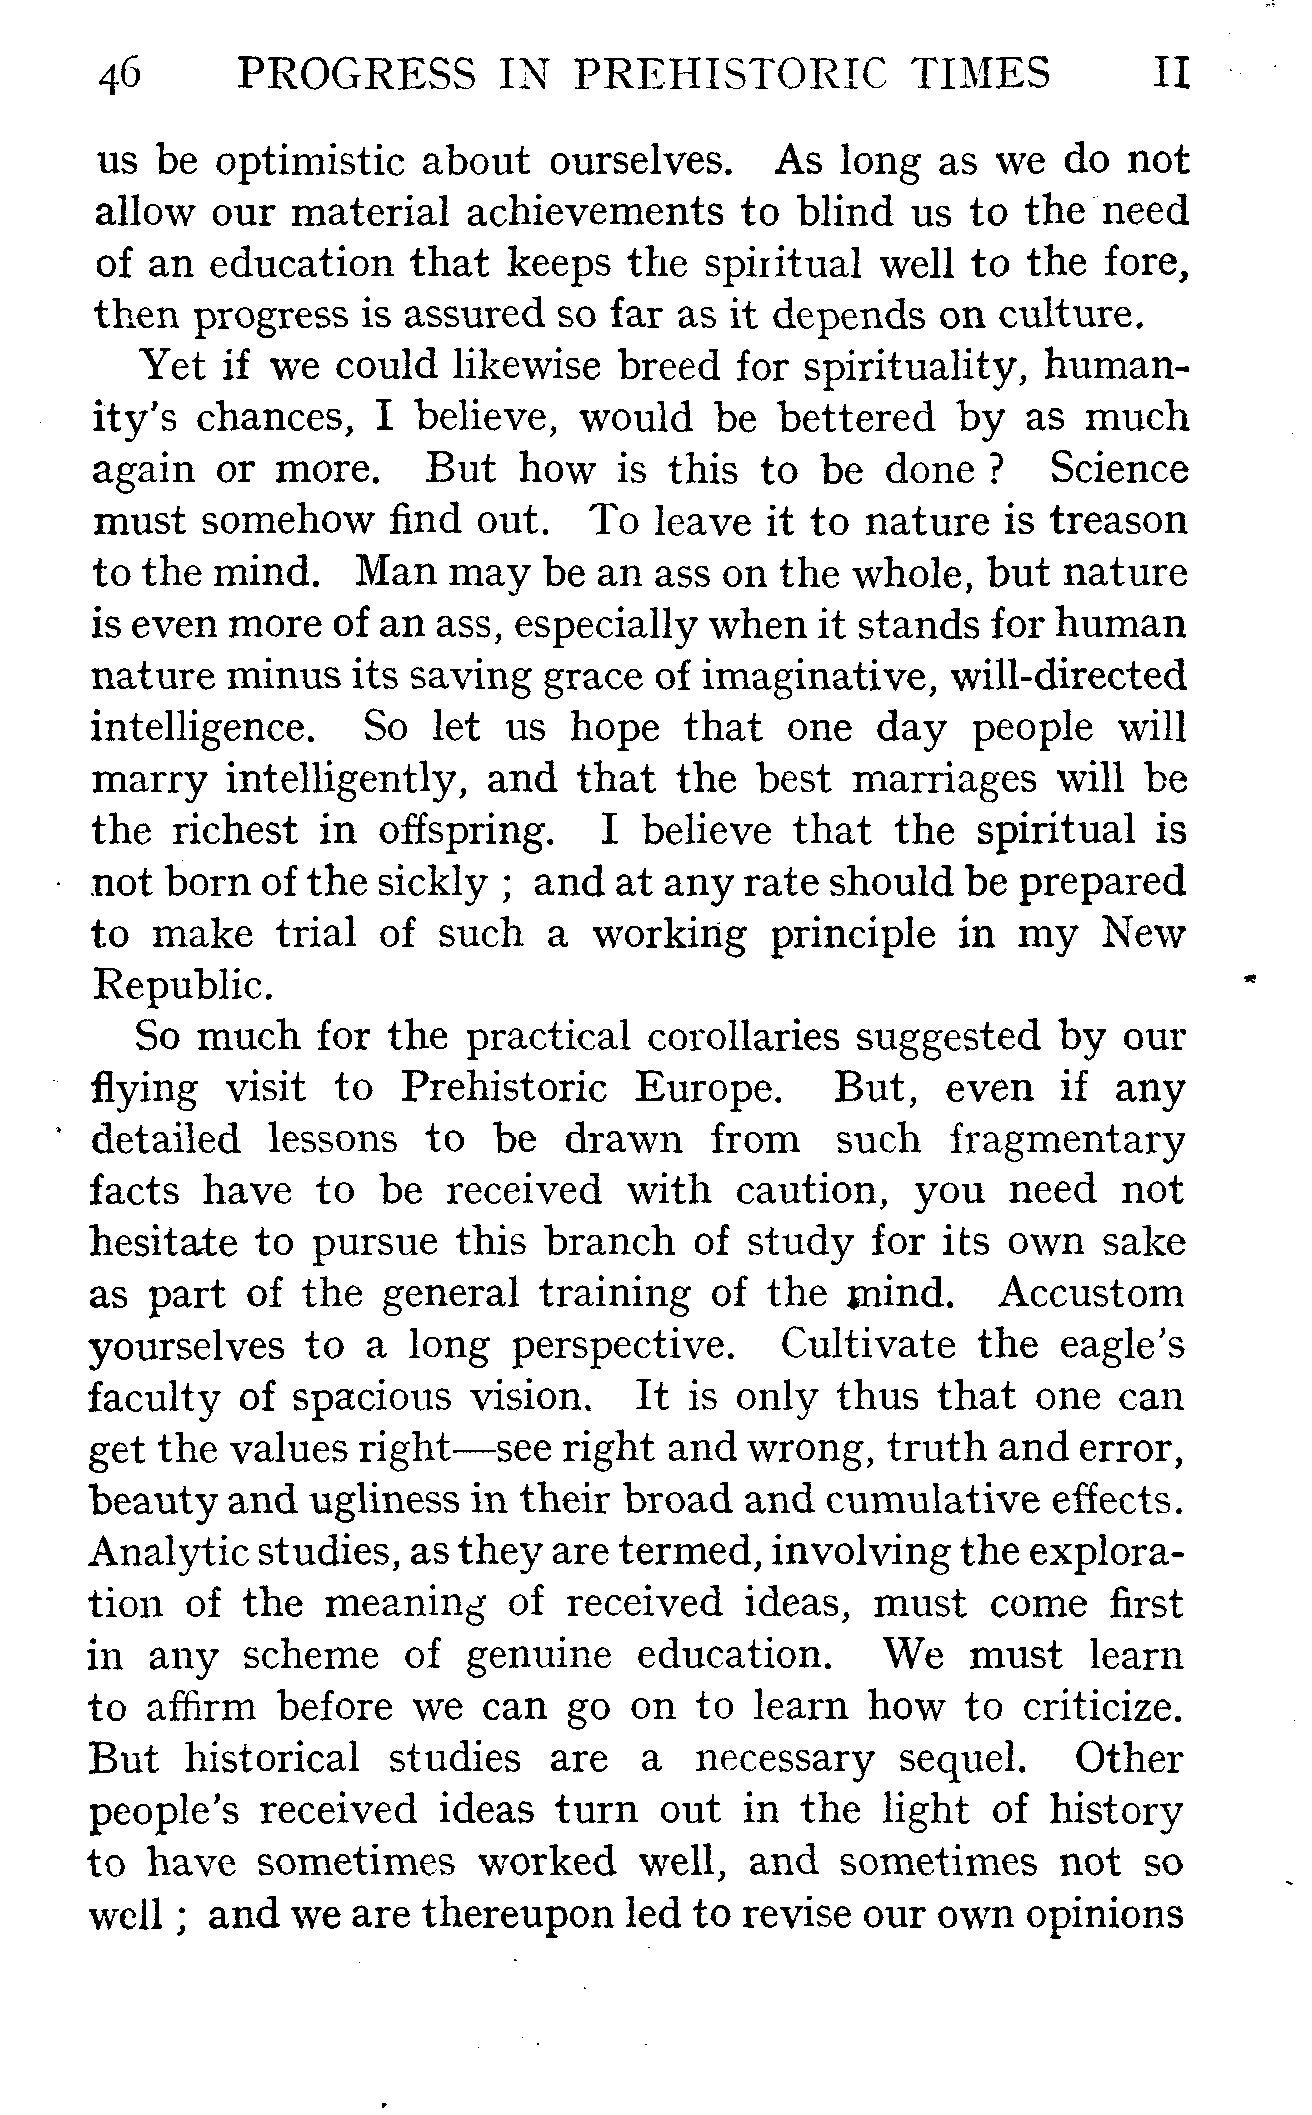 46 PROGRESS IN PREHISTORIC TIMES II
us be optimistic about ourselves. As long as we do not
allow our material achievements to blind us to the need
of an education that keeps the spiritual well to the fore,
then progress is assured so far as it depends on culture.
Yet if we could likewise breed for spirituality, human-
ity's chances, I believe, would be bettered by as much
again or more. But how is this to be done ? Science
must somehow find out. To leave it to nature is treason
to the mind. Man may be an ass on the whole, but nature
is even more of an ass, especially when it stands for human
nature minus its saving grace of imaginative, will-directed
intelligence. So let us hope that one day people will
marry intelligently, and that the best marriages will be
the richest in offspring. I believe that the spiritual is
not born of the sickly ; and at any rate should be prepared
to make trial of such a working principle in my New
Republic.
So much for the practical corollaries suggested by our
flying visit to Prehistoric Europe. But, even if any
detailed lessons to be drawn from such fragmentary
facts have to be received with caution, you need not
hesitate to pursue this branch of study for its own sake
as part of the general training of the mind. Accustom
yourselves to a long perspective. Cultivate the eagle's
faculty of spacious vision. It is only thus that one can
get the values right—see right and wrong, truth and error,
beauty and ugliness in their broad and cumulative effects.
Analytic studies, as they are termed, involving the explora-
tion of the meaning of received ideas, must come first
in any scheme of genuine education. We must learn
to affirm before we can go on to learn how to criticize.
But historical studies are a necessary sequel. Other
people's received ideas turn out in the light of history
to have sometimes worked well, and sometimes not so
well ; and we are thereupon led to revise our own opinions